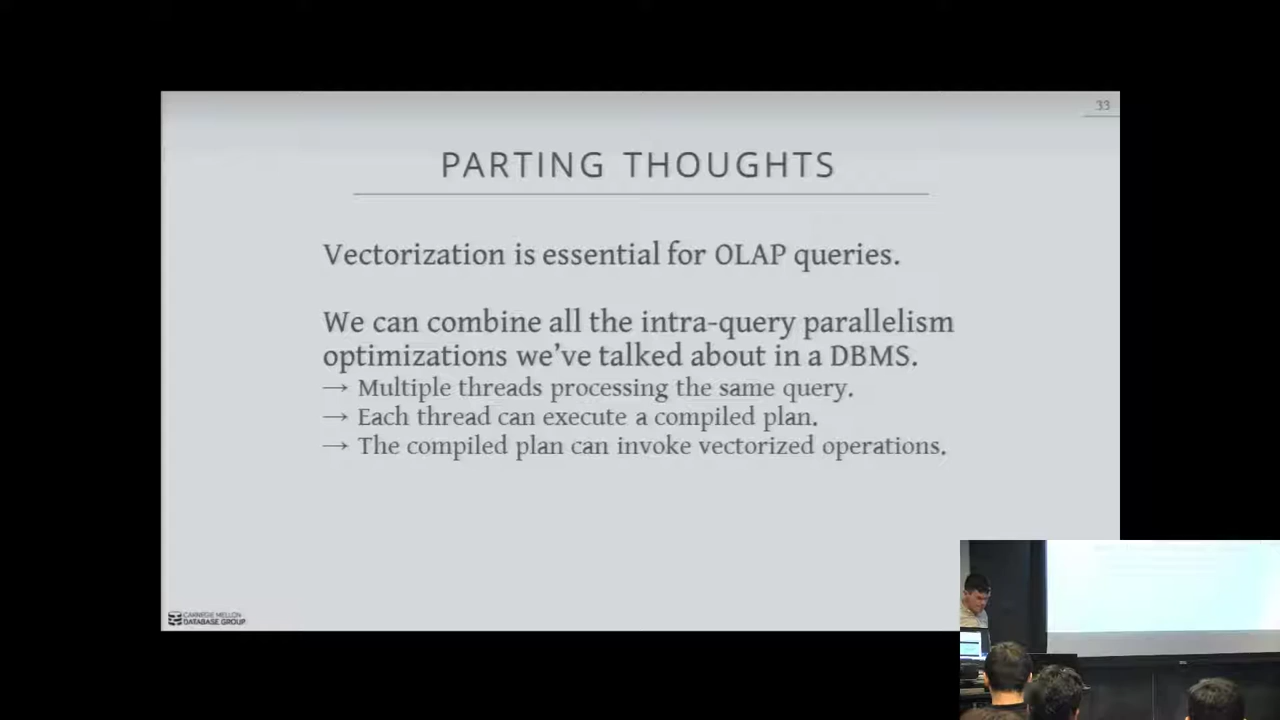 33
PARTING THOUGHTS
Vectorization is essential for OLAP queries.
We can combine all the intra-query parallelism
optimizations we've talked about in a DBMS.
→ Multiple threads processing the same query.
→ Each thread can execute a compiled plan.
→ The compiled plan can invoke vectorized operations.
CARNEGIE MELLON
DATABASE GROUP